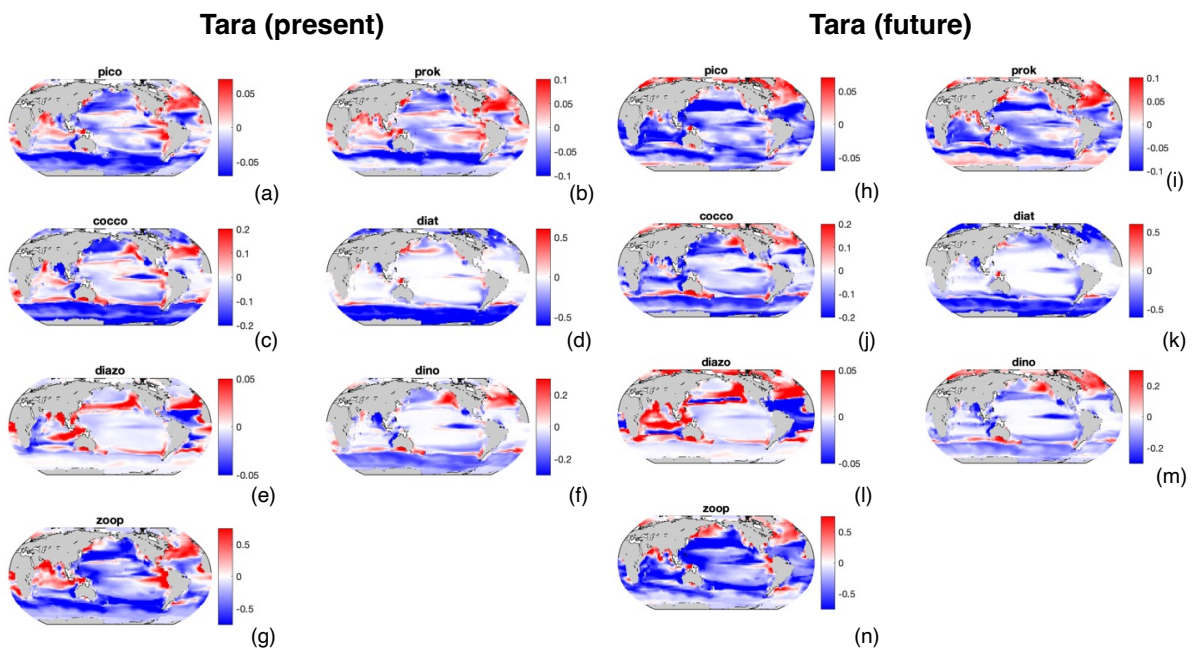 Tara (present)
Tara (future)
pico
0.05
0
-0.05
(a)
prok
0.1
0.05
0
-0.05
-0.1
(b)
pico
0.05
0
-0.05
(h)
prok
0.1
0.05
0
-0.05
-0.1
(i)
cocco
0.2
0.1
0
-0.1
-0.2
(c)
diat
0.5
0
-0.5
(d)
cocco
0.2
0.1
0
-0.1
-0.2
(j)
diat
0.5
0
-0.5
(k)
diazo
0.05
0
-0.05
(e)
dino
0.2
0
-0.2
(f)
diazo
0.05
0
-0.05
(l)
dino
0.2
0
-0.2
(m)
zoop
0.5
0
-0.5
(g)
zoop
0.5
0
-0.5
(n)